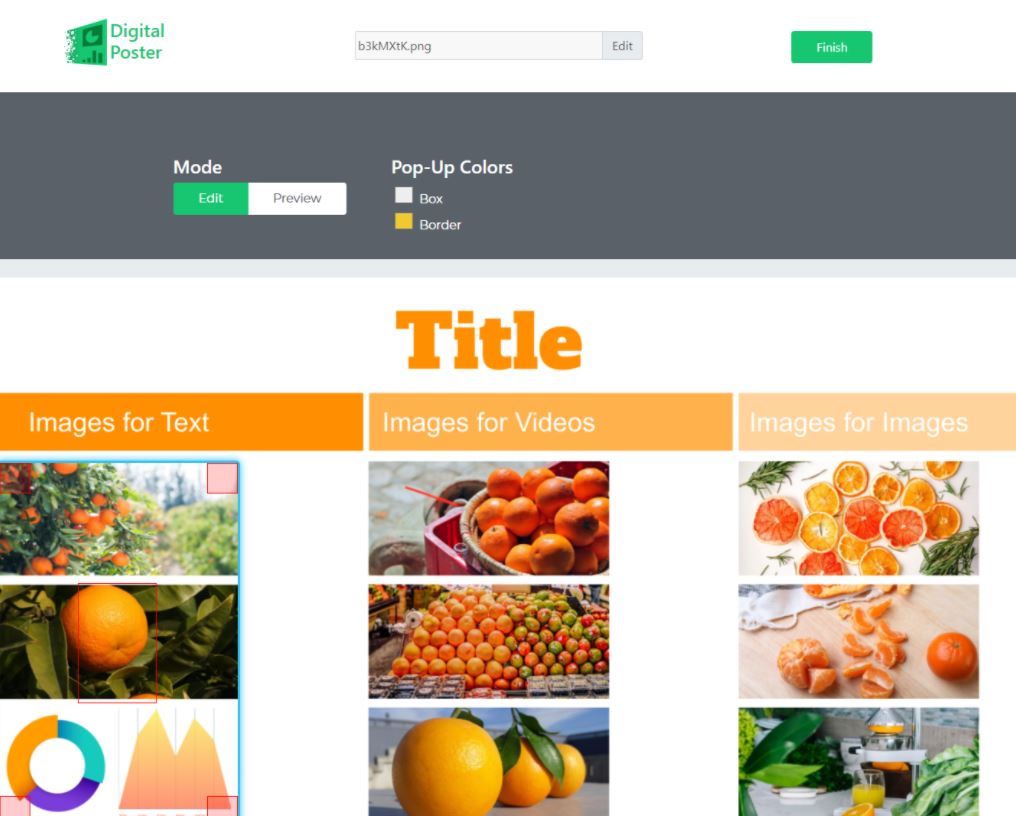 Digital
Poster
b3kMXtK.png
Edit
Finish
Mode
Edit
Preview
Pop-Up Colors
Box
Border
Title
Images for Text
Images for Videos
Images for Images